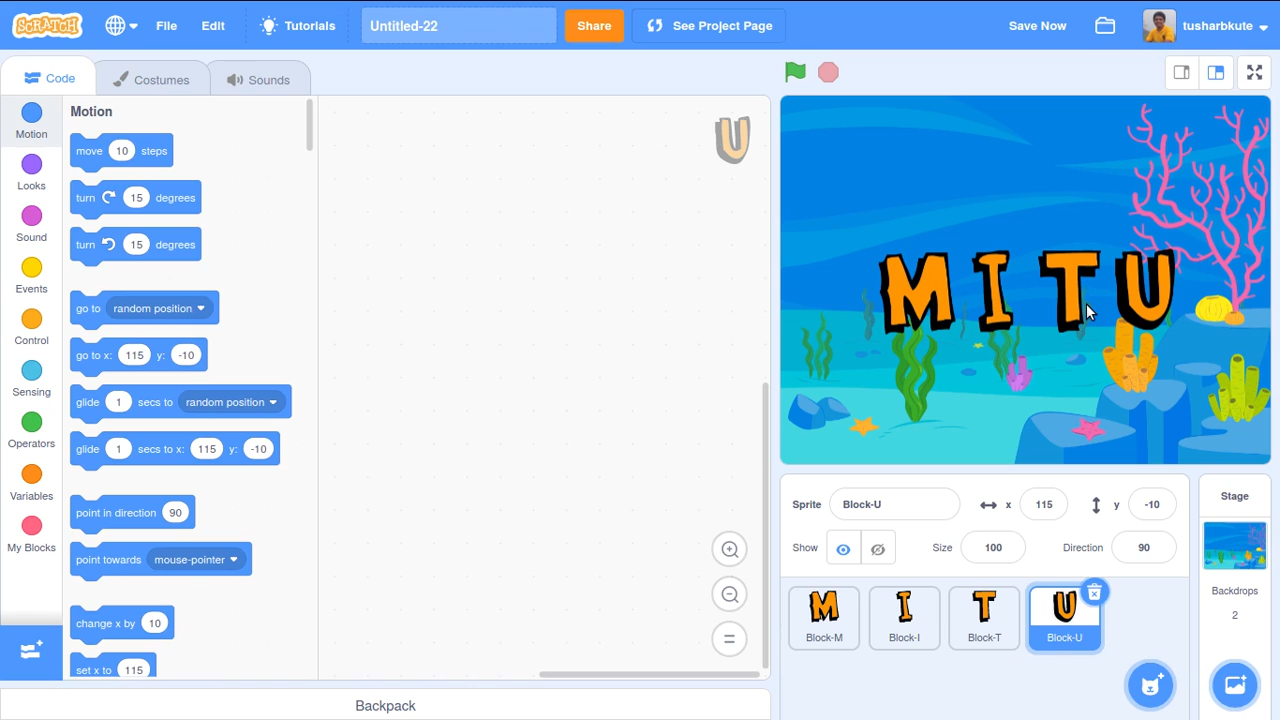 SCRATCH
File
Edit
Tutorials
Untitled-22
Share
See Project Page
Save Now
tusharbkute
Code
Costumes
Sounds
Motion
Looks
Sound
Events
Control
Sensing
Operators
Variables
My Blocks
Motion
move 10 steps
turn 15 degrees
turn 15 degrees
go to random position
go to x: 115 y: -10
glide 1 secs to random position
glide 1 secs to x: 115 y: -10
point in direction 90
point towards mouse-pointer
change x by 10
set x to 115
U
Backpack
MITU
Sprite Block-U x 115 y -10
Show Size 100 Direction 90
M I T U
Block-M Block-I Block-T Block-U
Stage
Backdrops
2